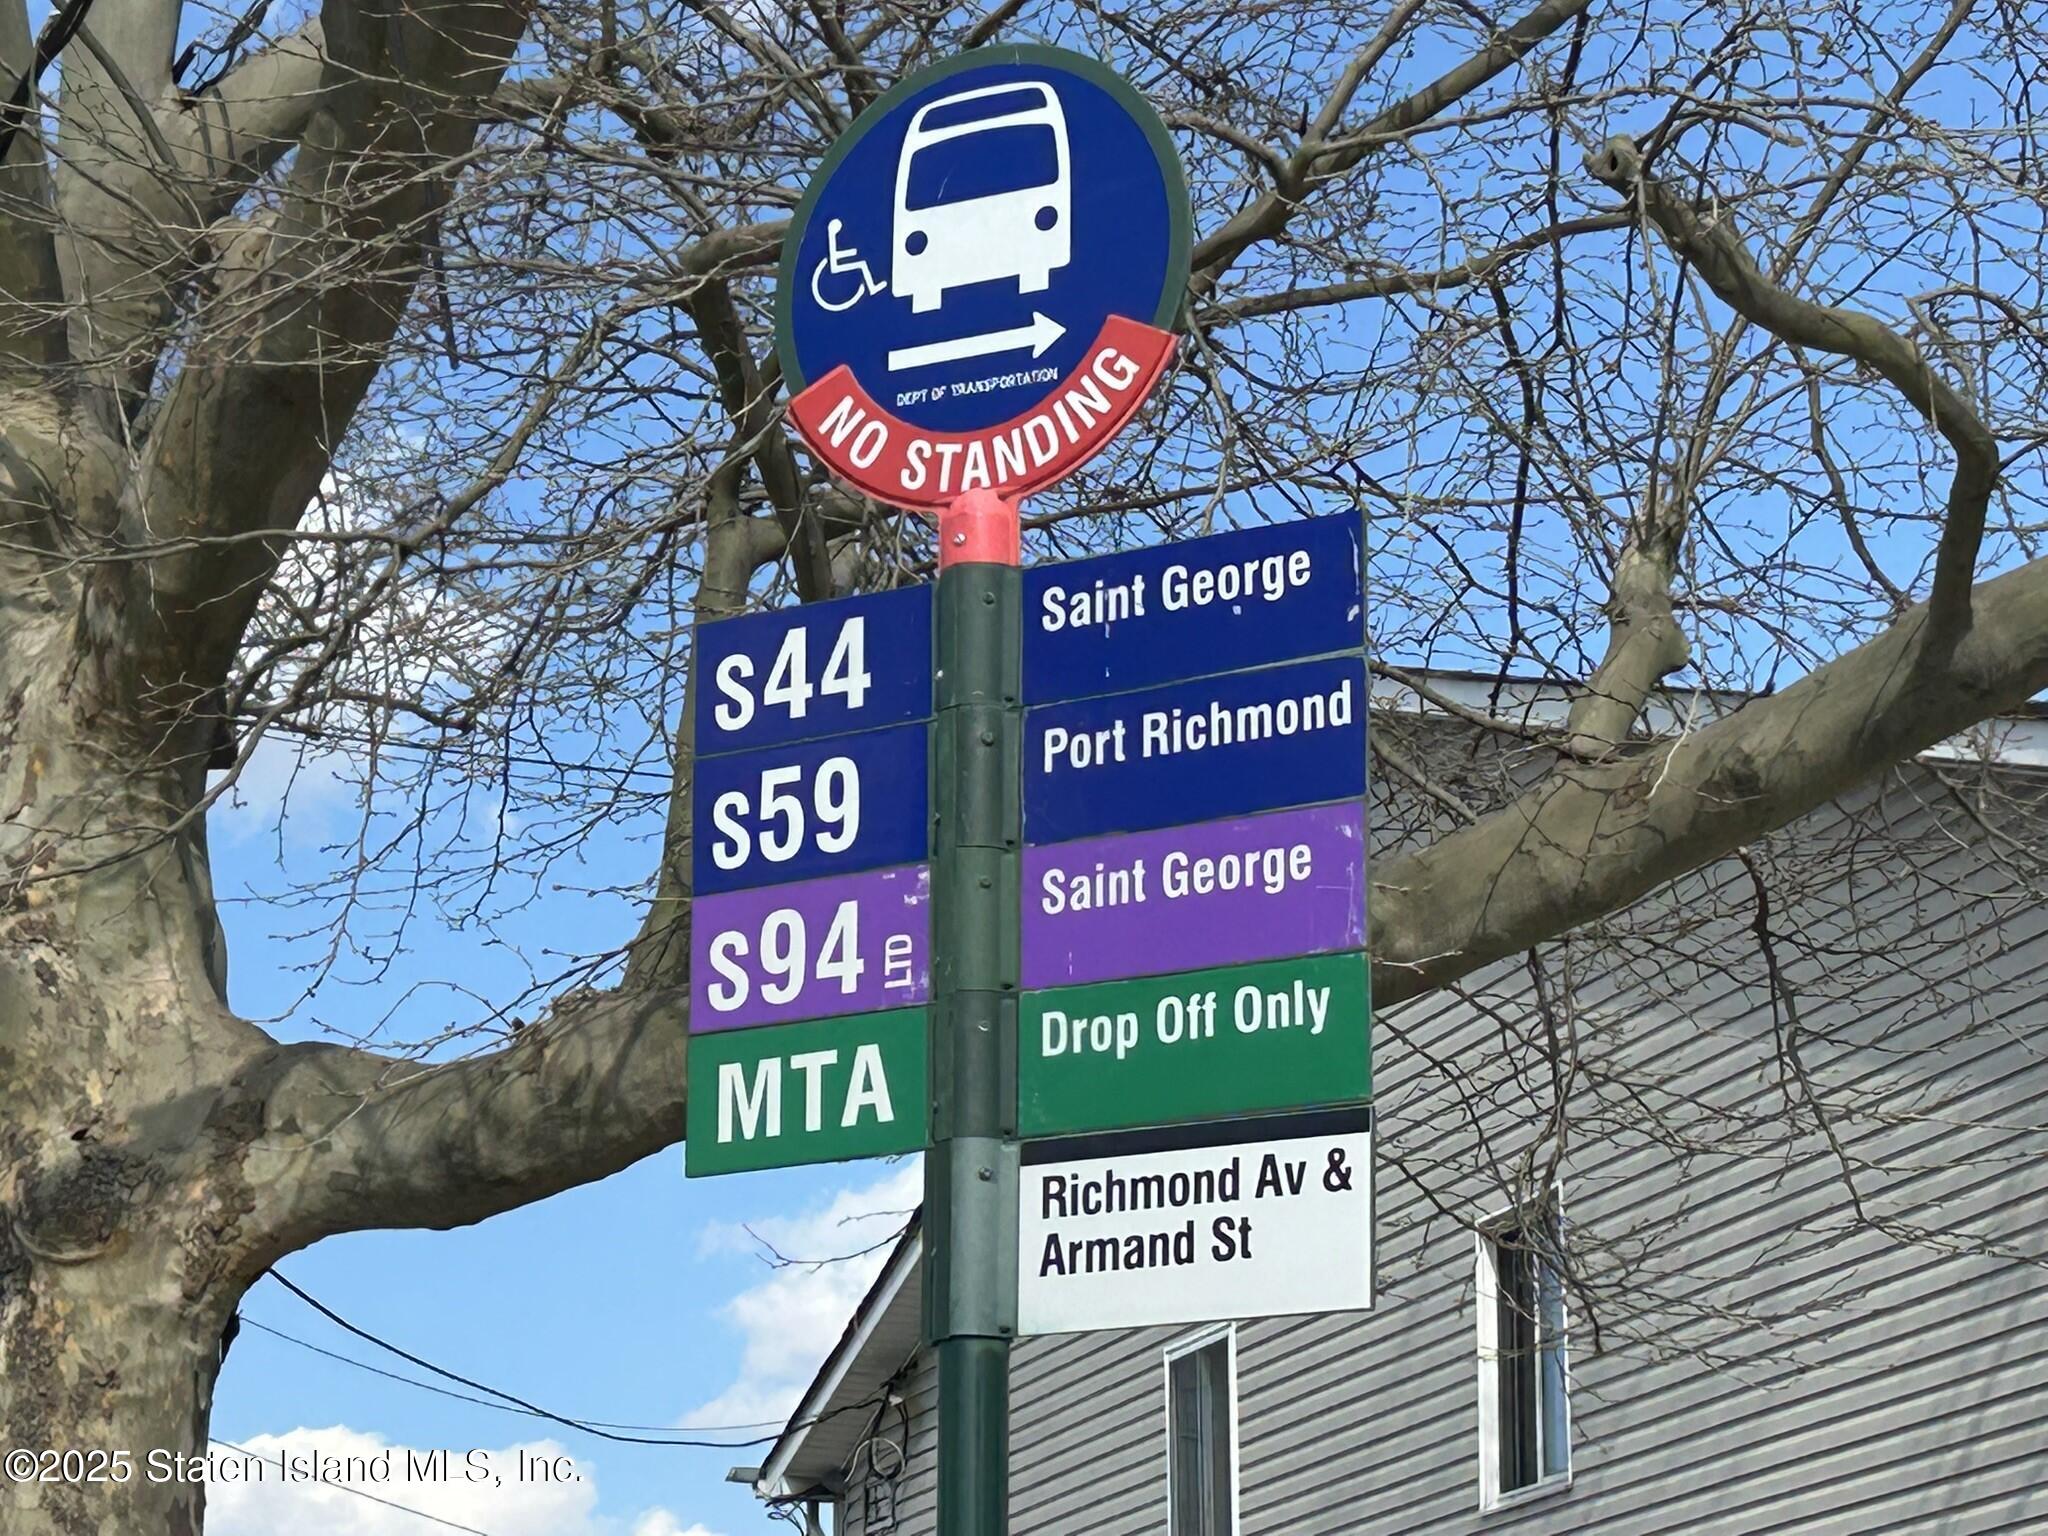 DEPT OF TRANSPORTATION
NO STANDING
S44 Saint George
S59 Port Richmond
S94 LTD Saint George
MTA Drop Off Only
Richmond Av &
Armand St
©2025 Staten Island MLS, Inc.